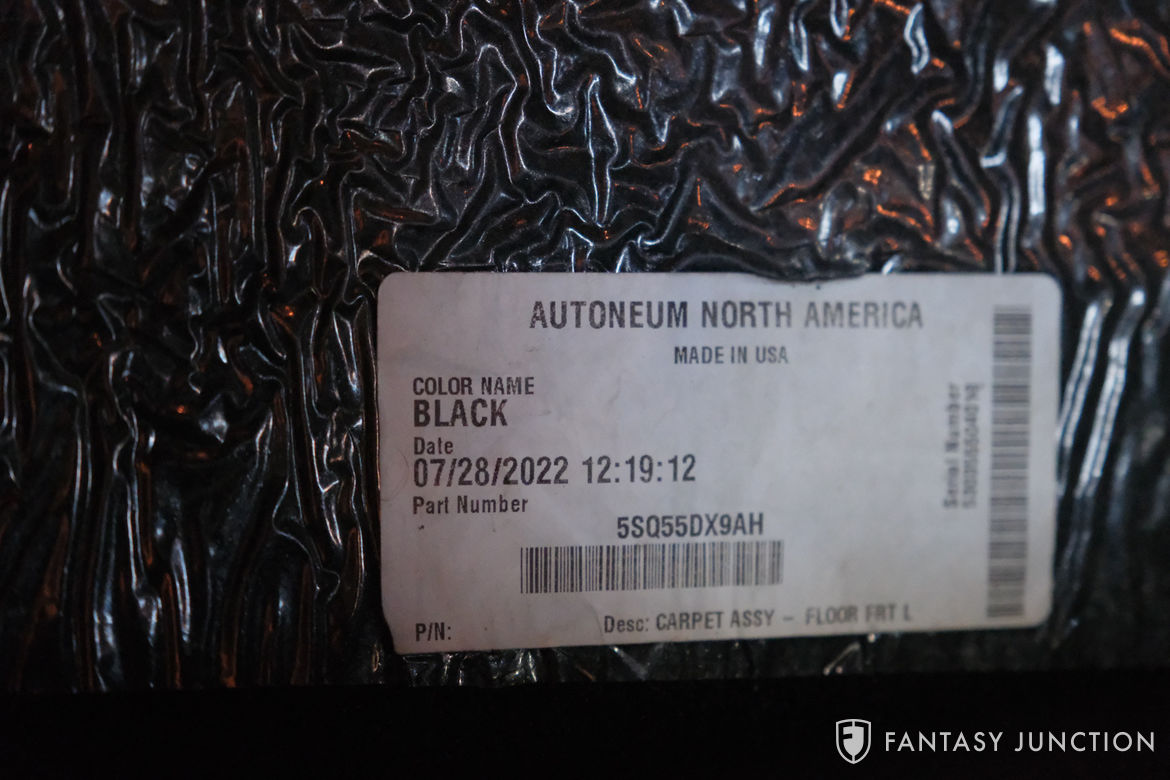 AUTONEUM NORTH AMERICA
MADE IN USA
COLOR NAME
BLACK
Date
07/28/2022 12:19:12
Part Number
5SQ55DX9AH
P/N:
Desc: CARPET ASSY - FLOOR FRT L
Serial Number
FANTASY JUNCTION